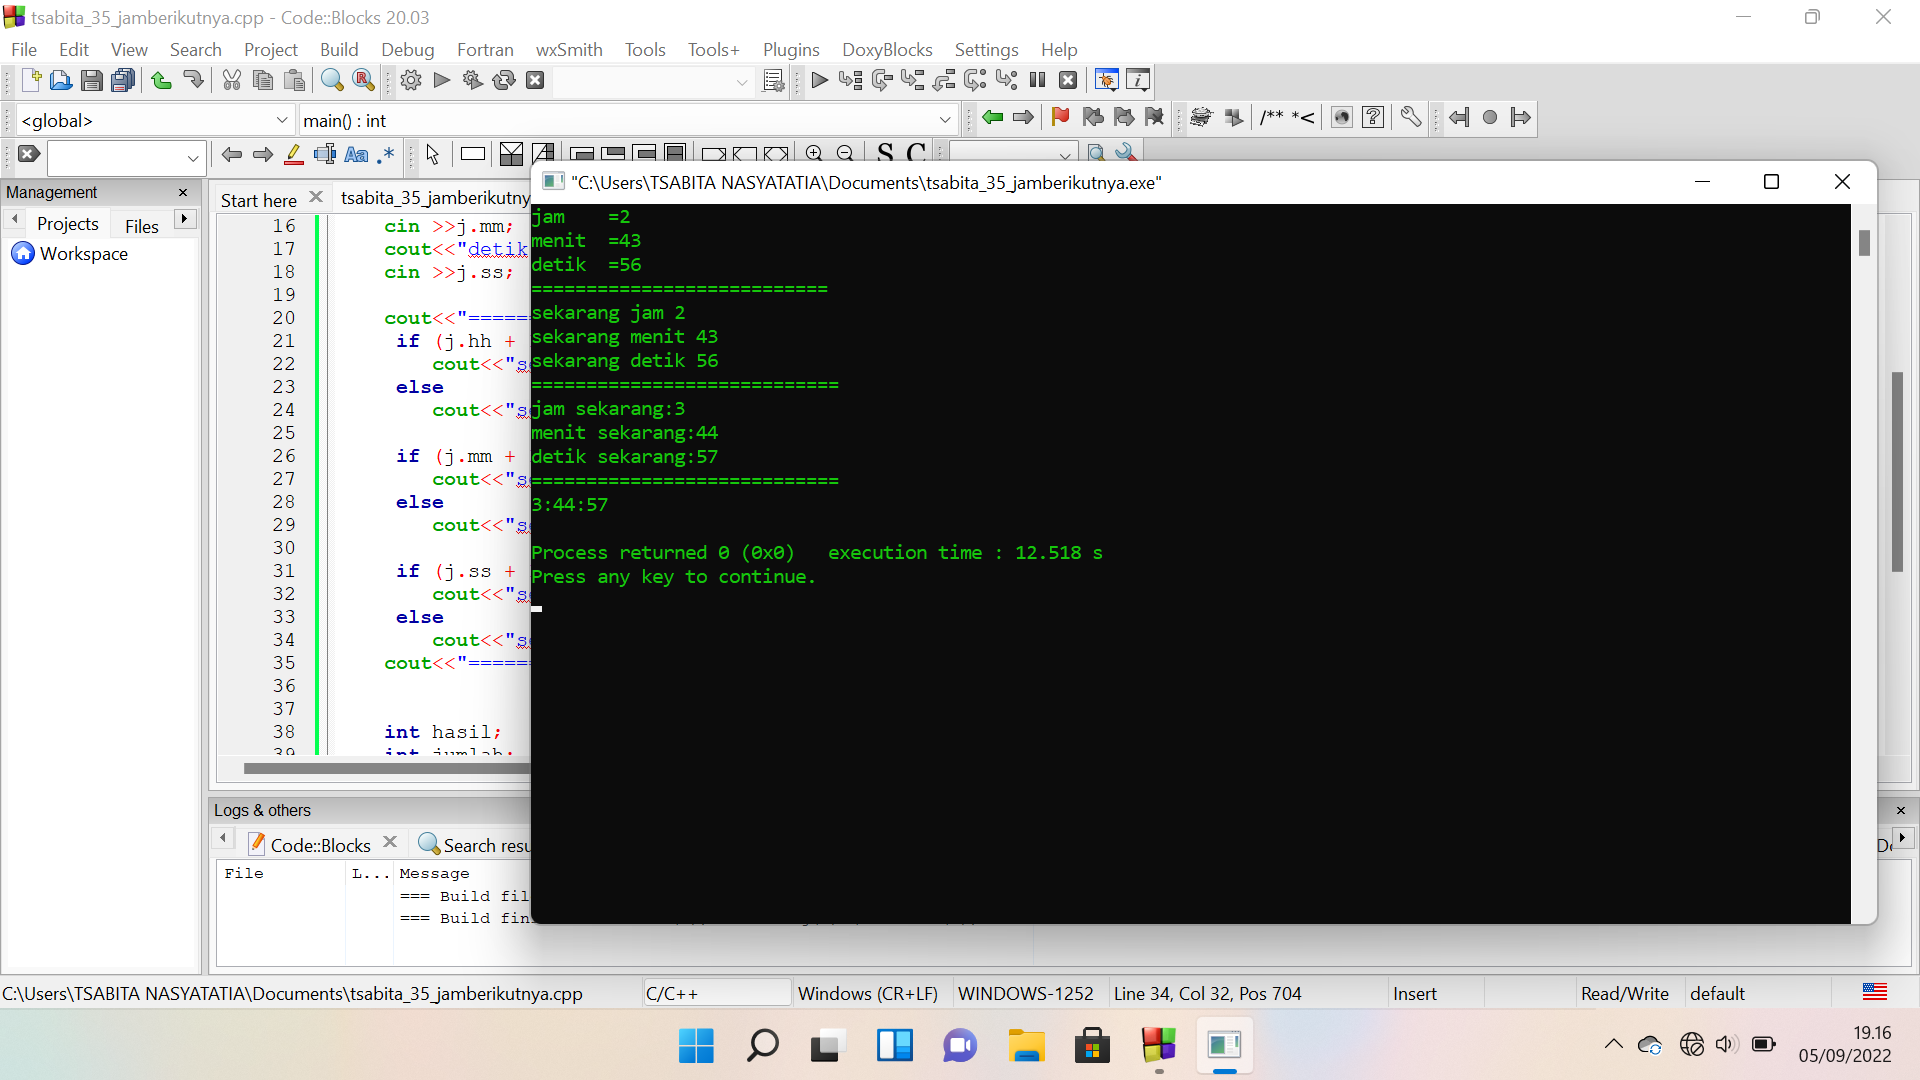 tsabita_35_jamberikutnya.cpp - Code::Blocks 20.03
File Edit View Search Project Build Debug Fortran wxSmith Tools Tools+ Plugins DoxyBlocks Settings Help
<global> main() : int /** *<
Aa .* S C
Management
Projects Files
Workspace
Start here tsabita_35_jamberikutny
16 cin >>j.mm;
17 cout<<"detik
18 cin >>j.ss;
19
20 cout<<"=====
21 if (j.hh +
22 cout<<"s
23 else
24 cout<<"s
25
26 if (j.mm +
27 cout<<"s
28 else
29 cout<<"s
30
31 if (j.ss +
32 cout<<"s
33 else
34 cout<<"s
35 cout<<"=====
36
37
38 int hasil;
39 int jumlah;
"C:\Users\TSABITA NASYATATIA\Documents\tsabita_35_jamberikutnya.exe"
jam =2
menit =43
detik =56
===========================
sekarang jam 2
sekarang menit 43
sekarang detik 56
============================
jam sekarang:3
menit sekarang:44
detik sekarang:57
============================
3:44:57
Process returned 0 (0x0) execution time : 12.518 s
Press any key to continue.
Logs & others
Code::Blocks Search resu
File L... Message
=== Build fil
=== Build fin
C:\Users\TSABITA NASYATATIA\Documents\tsabita_35_jamberikutnya.cpp C/C++ Windows (CR+LF) WINDOWS-1252 Line 34, Col 32, Pos 704 Insert Read/Write default
19.16
05/09/2022